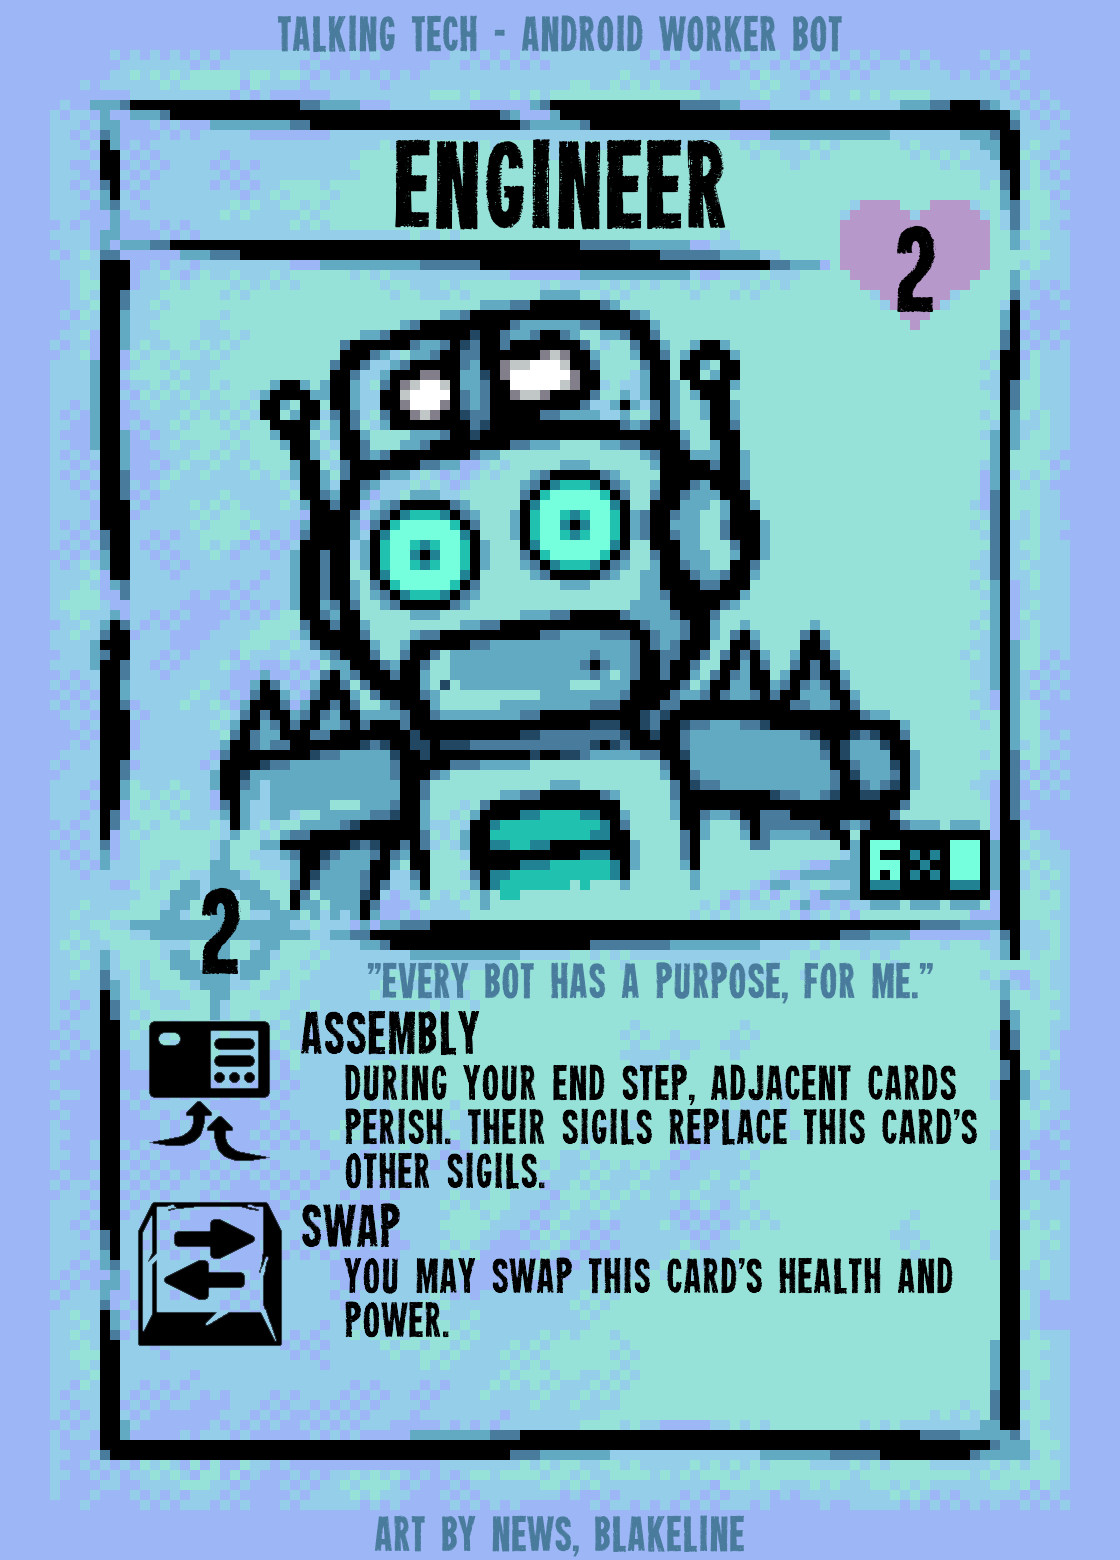 TALKING TECH - ANDROID WORKER BOT
ENGINEER
2
6x
2
"EVERY BOT HAS A PURPOSE, FOR ME."
ASSEMBLY
DURING YOUR END STEP, ADJACENT CARDS
PERISH. THEIR SIGILS REPLACE THIS CARD'S
OTHER SIGILS.
SWAP
YOU MAY SWAP THIS CARD'S HEALTH AND
POWER.
ART BY NEWS, BLAKELINE